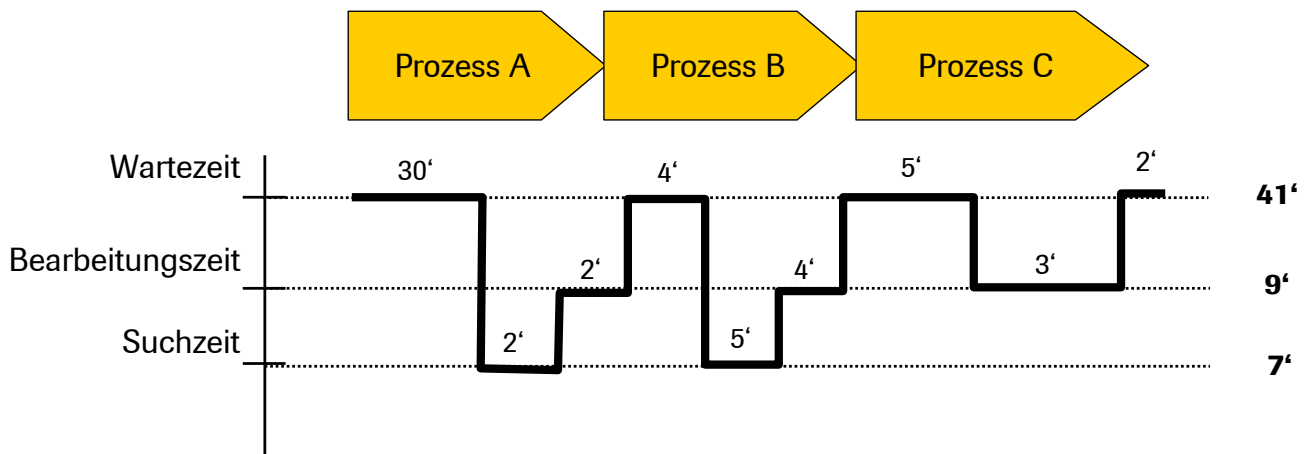 Prozess A
Prozess B
Prozess C
Wartezeit
30‘
4‘
5‘
2‘
41‘
Bearbeitungszeit
2‘
4‘
3‘
9‘
Suchzeit
2‘
5‘
7‘